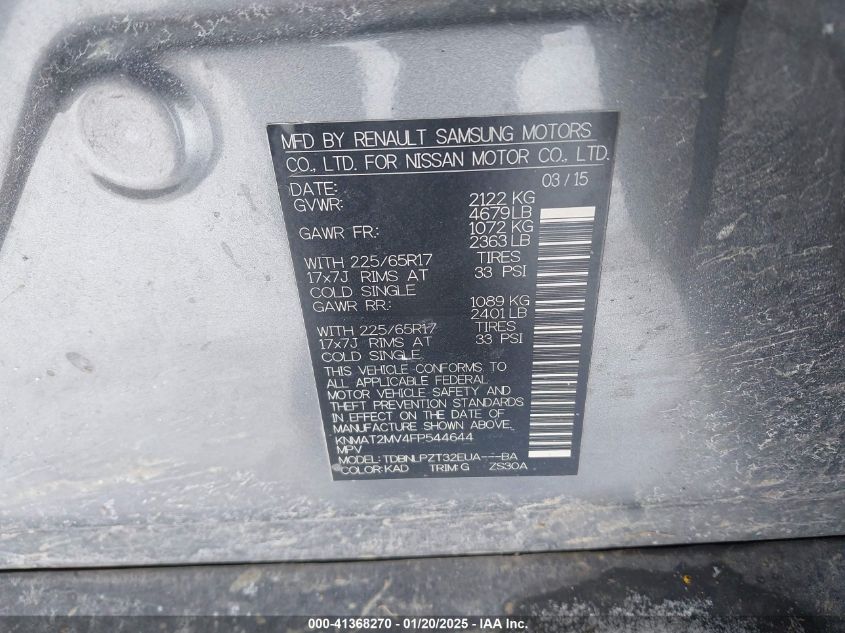 MFD BY RENAULT SAMSUNG MOTORS
CO., LTD. FOR NISSAN MOTOR CO., LTD.
DATE: 03/15
GVWR: 2122 KG
4679LB
GAWR FR.: 1072 KG
2363 LB
WITH 225/65R17 TIRES
17x7J RIMS AT 33 PSI
COLD SINGLE
GAWR RR.: 1089 KG
2401LB
WITH 225/65R17 TIRES
17x7J RIMS AT 33 PSI
COLD SINGLE
THIS VEHICLE CONFORMS TO
ALL APPLICABLE FEDERAL
MOTOR VEHICLE SAFETY AND
THEFT PREVENTION STANDARDS
IN EFFECT ON THE DATE OF
MANUFACTURE SHOWN ABOVE.
KNMAT2MV4FP544644
MPV
MODEL: TDBNLPZT32EUA---BA
COLOR:KAD TRIM:G ZS30A
000-41368270 - 01/20/2025 - Copyright IAA, Inc.